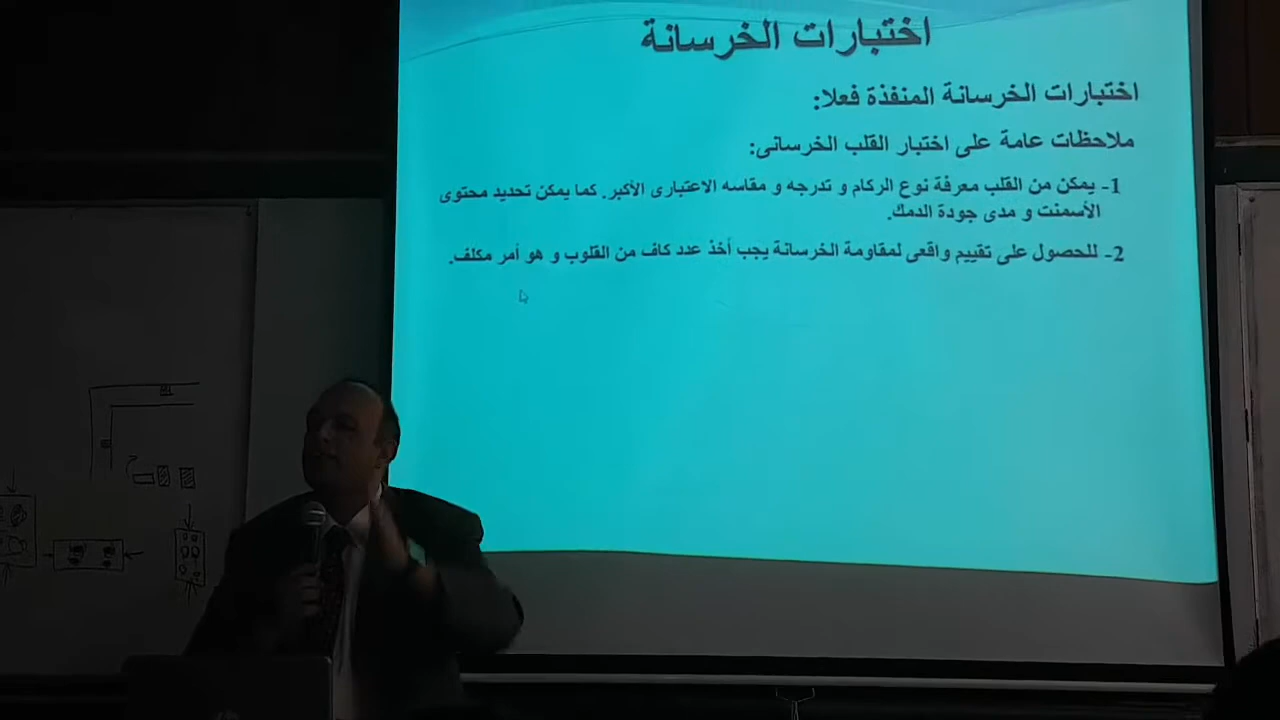 اختبارات الخرسانة
اختبارات الخرسانة المنفذة فعلا:
ملاحظات عامة على اختبار القلب الخرسانى:
1- يمكن من القلب معرفة نوع الركام و تدرجه و مقاسه الاعتبارى الأكبر. كما يمكن تحديد محتوى
الأسمنت و مدى جودة الدمك.
2- للحصول على تقييم واقعى لمقاومة الخرسانة يجب أخذ عدد كاف من القلوب و هو أمر مكلف.